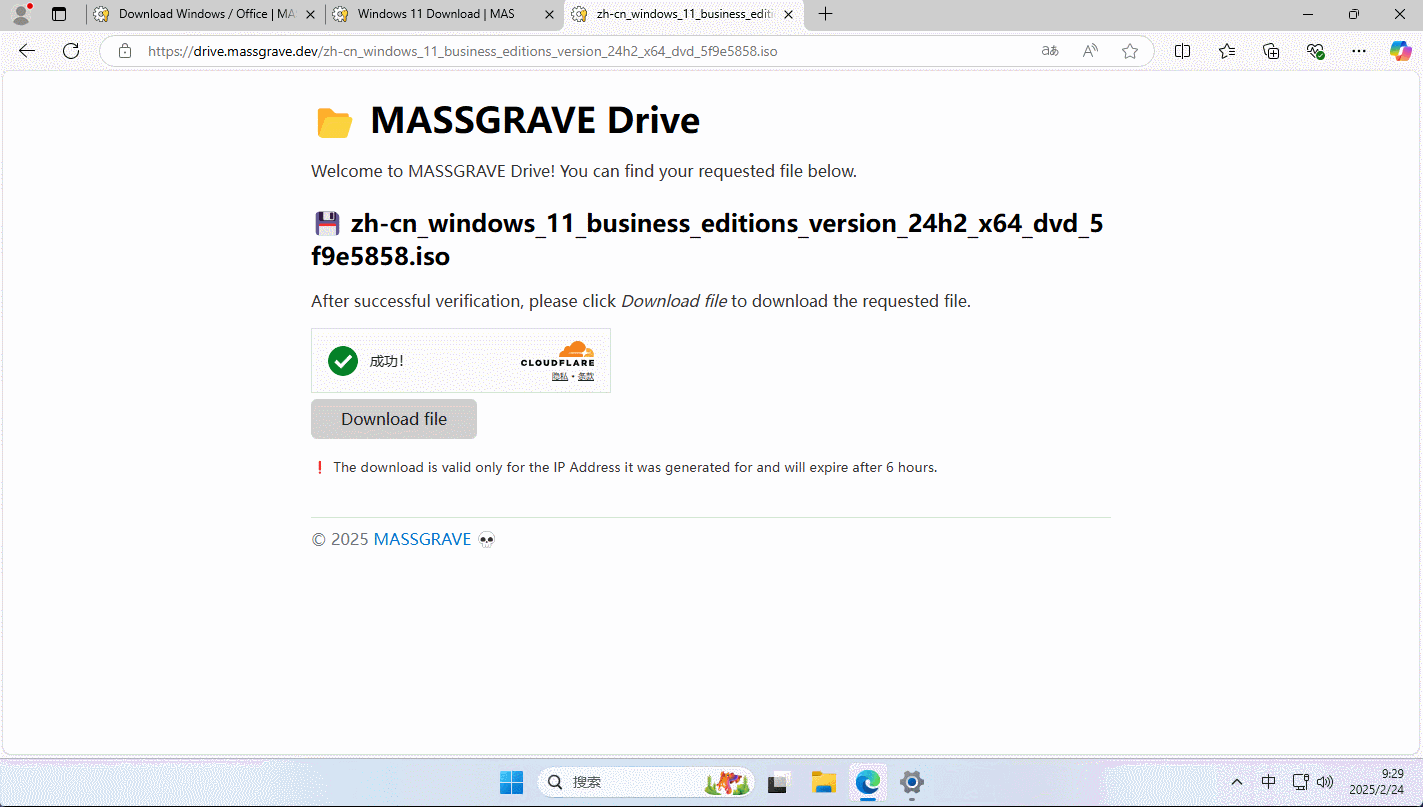 Download Windows / Office | MA
Windows 11 Download | MAS
zh-cn_windows_11_business_editi
https://drive.massgrave.dev/zh-cn_windows_11_business_editions_version_24h2_x64_dvd_5f9e5858.iso
MASSGRAVE Drive
Welcome to MASSGRAVE Drive! You can find your requested file below.
zh-cn_windows_11_business_editions_version_24h2_x64_dvd_5
f9e5858.iso
After successful verification, please click Download file to download the requested file.
成功!
CLOUDFLARE
隐私 • 条款
Download file
The download is valid only for the IP Address it was generated for and will expire after 6 hours.
© 2025 MASSGRAVE
搜索
中
9:29
2025/2/24